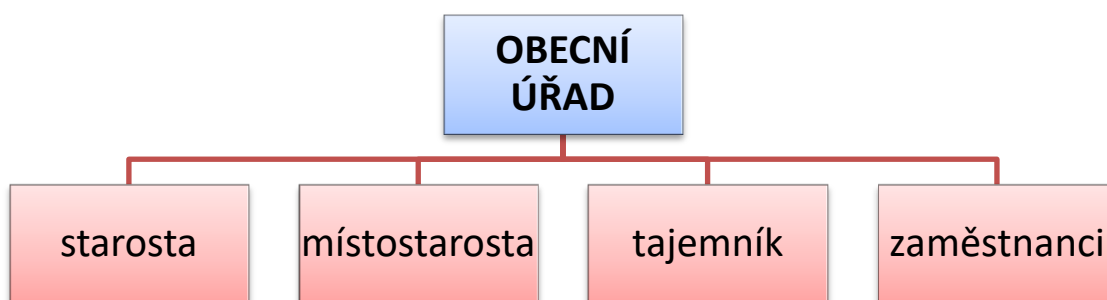 OBECNÍ
ÚŘAD
starosta
místostarosta
tajemník
zaměstnanci